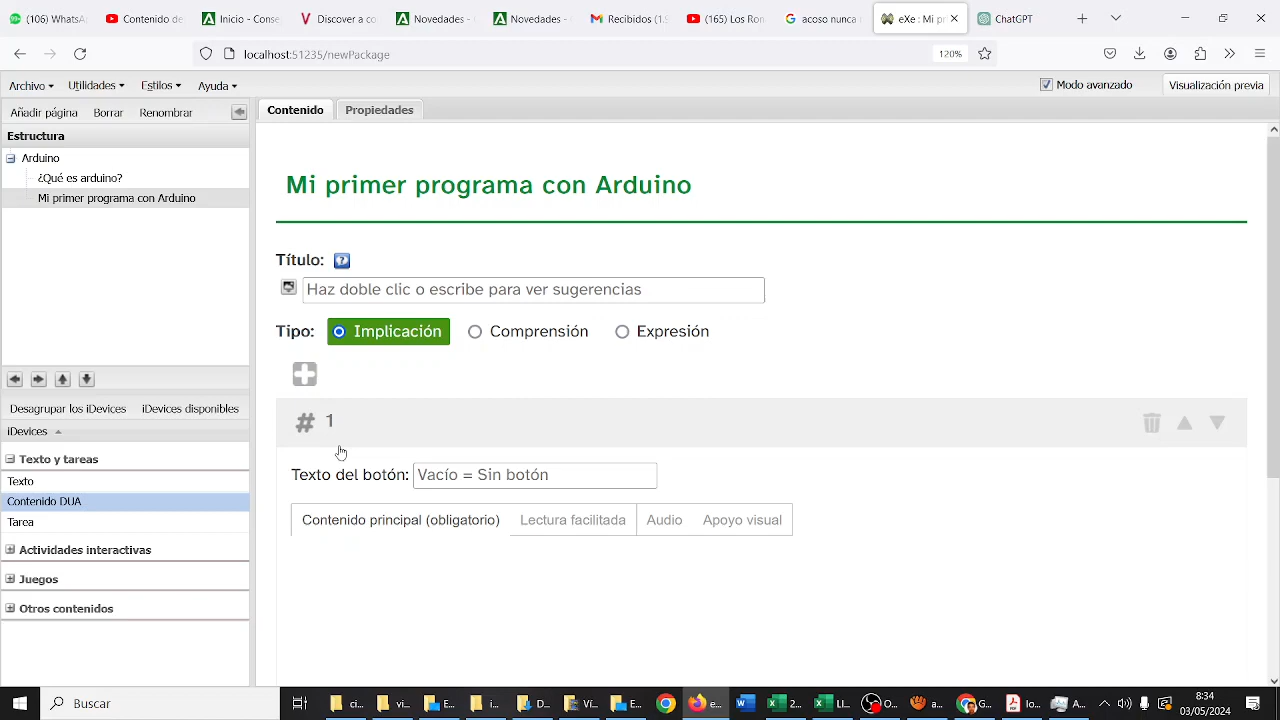 (106) WhatsA
Contenido de
Inicio - Conse
Discover a co
Novedades -
Novedades -
Recibidos (1.9
(165) Los Ron
acoso nunca
eXe : Mi pr
ChatGPT
localhost:51235/newPackage
120%
Archivo Utilidades Estilos Ayuda
Modo avanzado
Visualización previa
Añadir página Borrar Renombrar
Contenido Propiedades
Estructura
Arduino
¿Qué es arduino?
Mi primer programa con Arduino
Mi primer programa con Arduino
Título:
Haz doble clic o escribe para ver sugerencias
Tipo: Implicación Comprensión Expresión
Desagrupar los iDevices iDevices disponibles
iDevices
Texto y tareas
Texto
Contenido DUA
Tarea
Actividades interactivas
Juegos
Otros contenidos
# 1
Texto del botón: Vacío = Sin botón
Contenido principal (obligatorio) Lectura facilitada Audio Apoyo visual
Buscar
8:34
03/05/2024